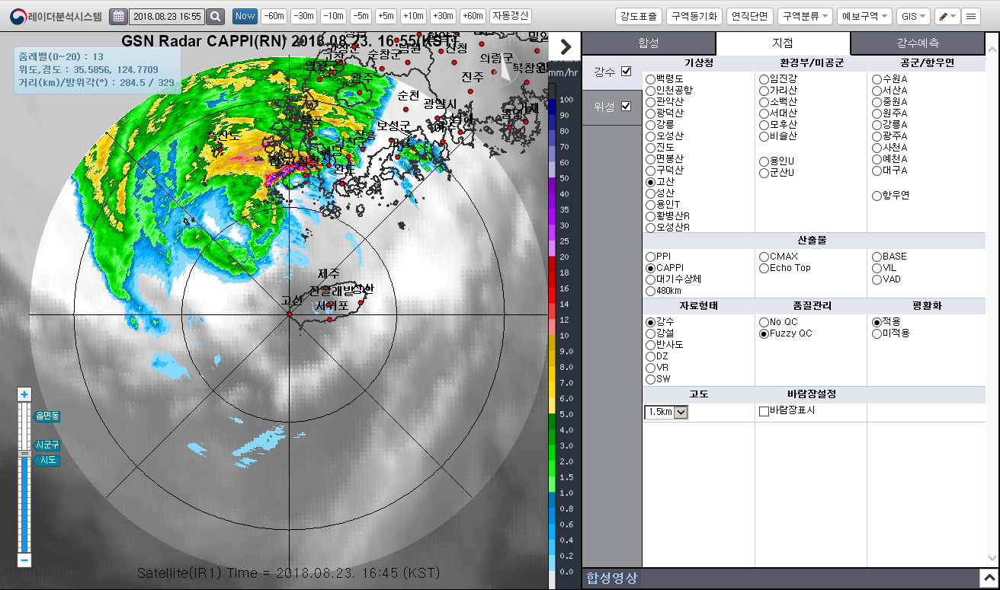 레이더분석시스템
2018.08.23 16:55
Now
-60m
-30m
-10m
-5m
+5m
+10m
+30m
+60m
자동갱신
강도표출
구역동기화
연직단면
구역분류
예보구역
GIS
GSN Radar CAPPI(RN) 2018.08.23. 16:55(KST)
줌레벨(0~20) : 13
위도,경도 : 35.5856, 124.7709
거리(km)/방위각(°) : 284.5 / 329
순창군
남원
산청
의령군
진주
광주
순천
광양시
보성군
흑산도
완도
제주
진달래밭
성산
고산
서귀포
읍면동
시군구
시도
Satellite(IR1) Time = 2018.08.23. 16:45 (KST)
mm/hr
100
90
80
70
60
50
40
35
30
25
20
18
16
14
12
10
9.0
8.0
7.0
6.0
5.0
4.0
3.0
2.0
1.5
1.0
0.8
0.6
0.4
0.2
0.0
합성
지점
강수예측
강수
위성
기상청
백령도
인천공항
관악산
광덕산
강릉
오성산
진도
면봉산
구덕산
고산
성산
용인T
황병산R
오성산R
환경부/미공군
임진강
가리산
소백산
서대산
모후산
비슬산
용인U
군산U
공군/항우연
수원A
서산A
중원A
원주A
강릉A
광주A
사천A
예천A
대구A
항우연
산출물
PPI
CAPPI
대기수상체
480km
CMAX
Echo Top
BASE
VIL
VAD
자료형태
강수
강설
반사도
DZ
VR
SW
품질관리
No QC
Fuzzy QC
평활화
적용
미적용
고도
1.5km
바람장설정
바람장표시
합성영상